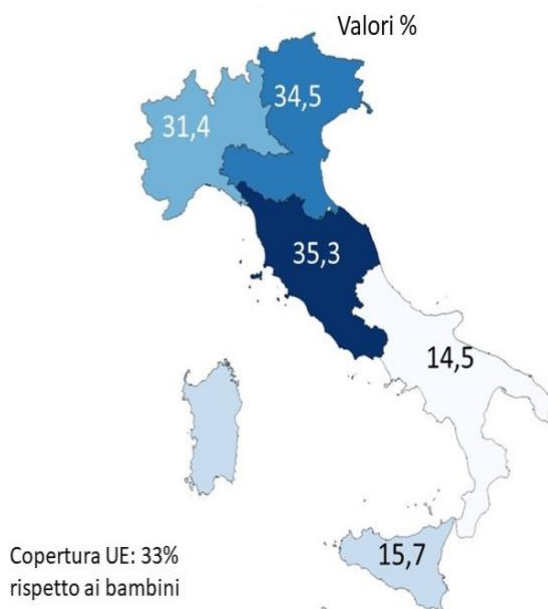 Valori %
34,5
31,4
35,3
14,5
15,7
Copertura UE: 33%
rispetto ai bambini